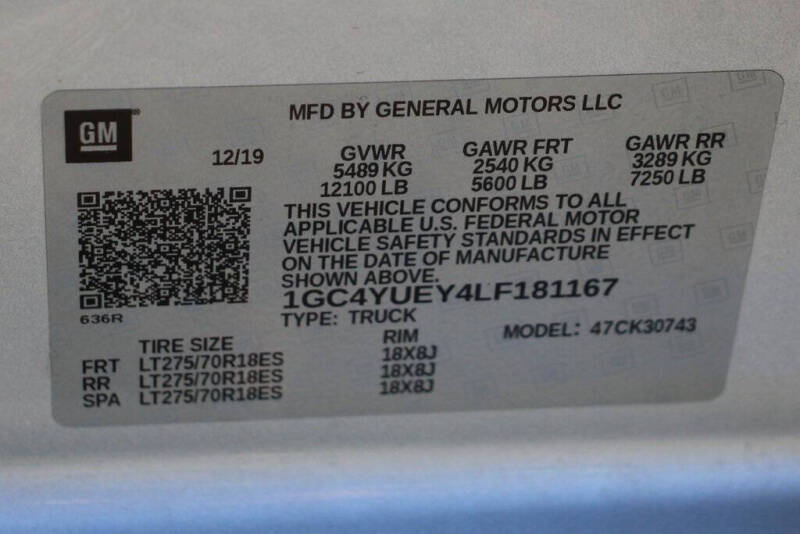 GM
MFD BY GENERAL MOTORS LLC
12/19
GVWR
5489 KG
12100 LB
GAWR FRT
2540 KG
5600 LB
GAWR RR
3289 KG
7250 LB
THIS VEHICLE CONFORMS TO ALL
APPLICABLE U.S. FEDERAL MOTOR
VEHICLE SAFETY STANDARDS IN EFFECT
ON THE DATE OF MANUFACTURE
SHOWN ABOVE.
1GC4YUEY4LF181167
636R
TYPE: TRUCK
MODEL: 47CK30743
TIRE SIZE RIM
FRT LT275/70R18ES 18X8J
RR LT275/70R18ES 18X8J
SPA LT275/70R18ES 18X8J